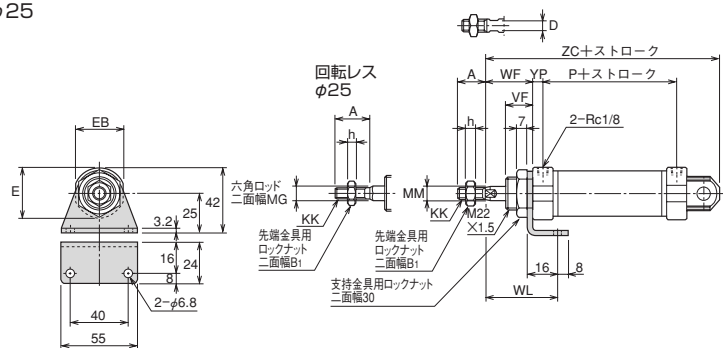 φ25
D
ZC+ストローク
回転レス
φ25
A
WF
YP
P+ストローク
A
VF
EB
h
h
7
2−Rc1/8
E
六角ロッド
二面幅MG
42
25
3.2
MM
KK
KK
M22
×1.5
先端金具用
ロックナット
二面幅B1
先端金具用
ロックナット
二面幅B1
16
24
8
支持金具用ロックナット
二面幅30
16
8
WL
2−φ6.8
40
55